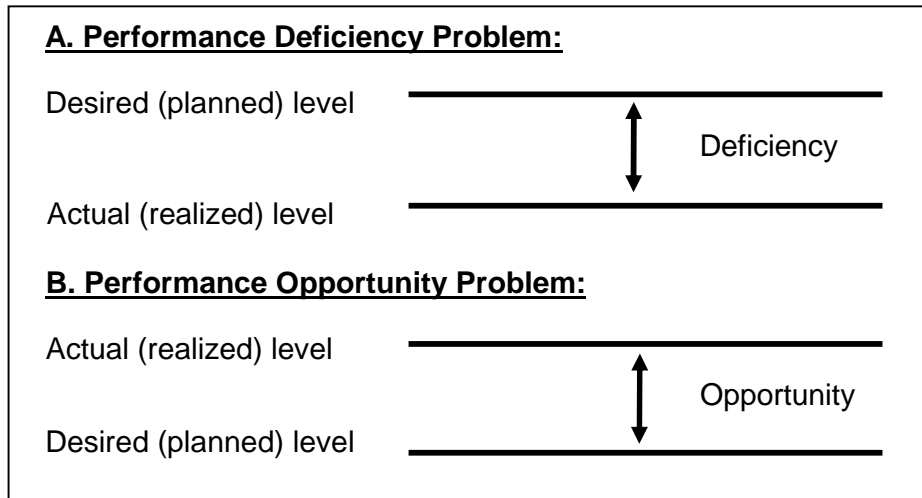 A. Performance Deficiency Problem:
Desired (planned) level
Deficiency
Actual (realized) level
B. Performance Opportunity Problem:
Actual (realized) level
Opportunity
Desired (planned) level